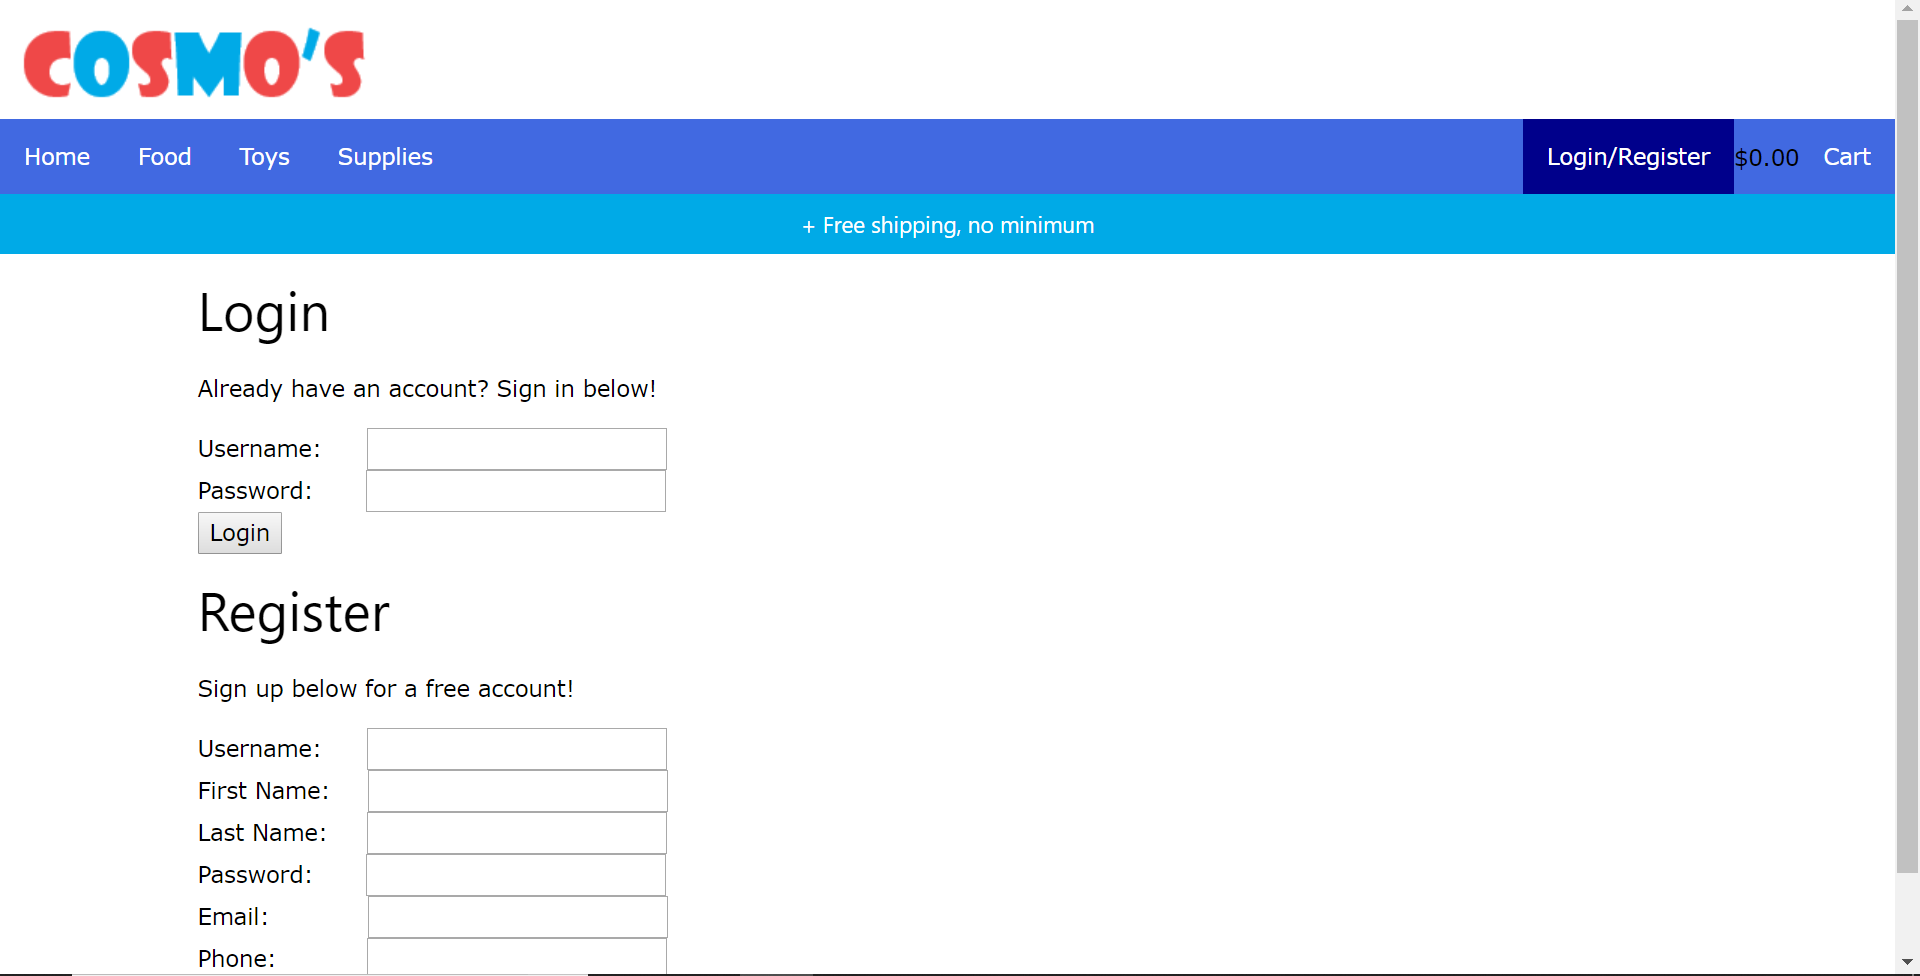 COSMO'S
Home Food Toys Supplies Login/Register $0.00 Cart
+ Free shipping, no minimum
Login
Already have an account? Sign in below!
Username:
Password:
Login
Register
Sign up below for a free account!
Username:
First Name:
Last Name:
Password:
Email:
Phone: